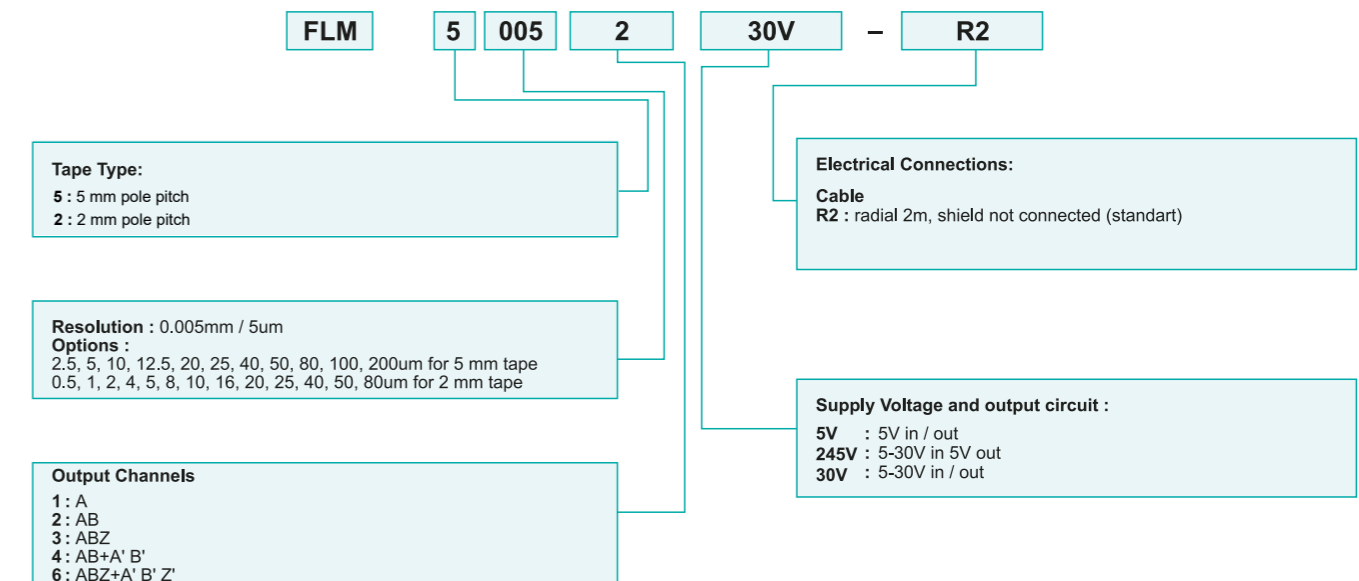 FLM 5 005 2 30V – R2
Tape Type:
5 : 5 mm pole pitch
2 : 2 mm pole pitch
Resolution : 0.005mm / 5um
Options :
2.5, 5, 10, 12.5, 20, 25, 40, 50, 80, 100, 200um for 5 mm tape
0.5, 1, 2, 4, 5, 8, 10, 16, 20, 25, 40, 50, 80um for 2 mm tape
Output Channels
1 : A
2 : AB
3 : ABZ
4 : AB+A' B'
6 : ABZ+A' B' Z'
Electrical Connections:
Cable
R2 : radial 2m, shield not connected (standart)
Supply Voltage and output circuit :
5V : 5V in / out
245V : 5-30V in 5V out
30V : 5-30V in / out